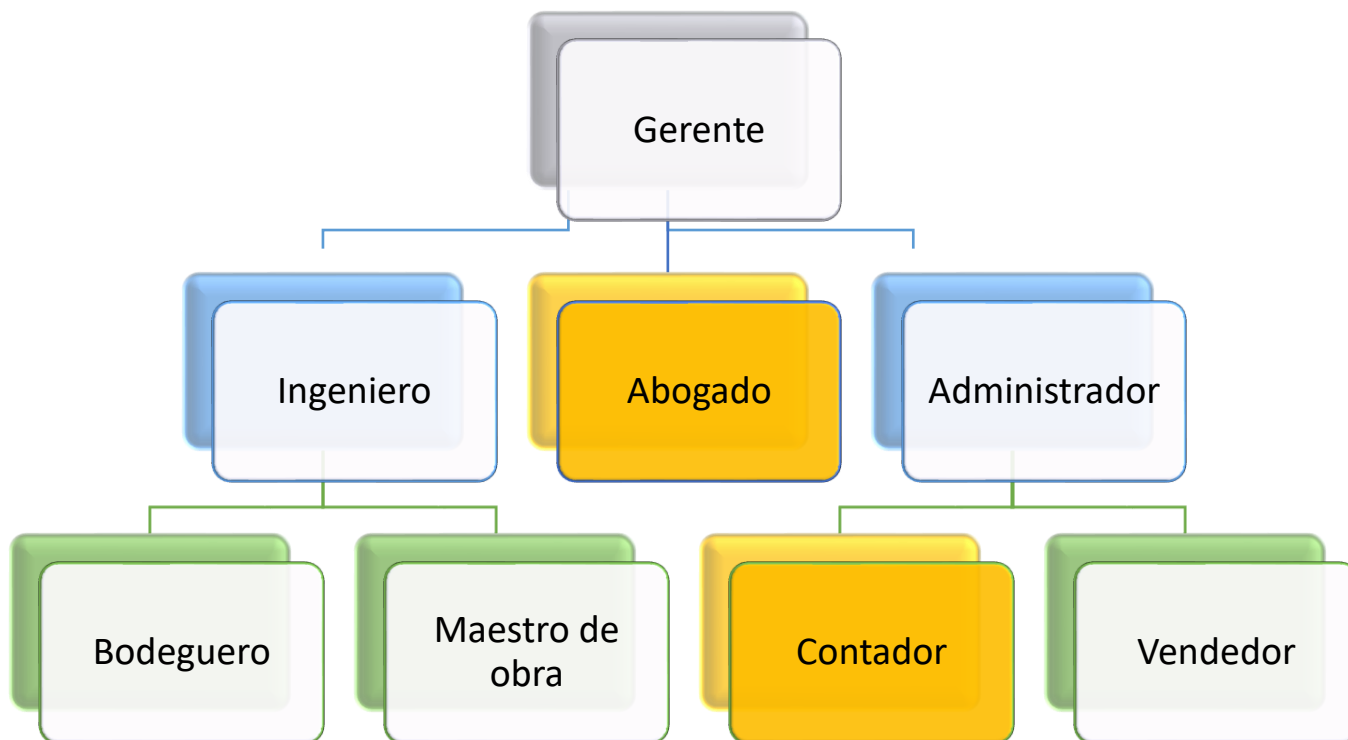 Gerente
Ingeniero
Abogado
Administrador
Bodeguero
Maestro de
obra
Contador
Vendedor